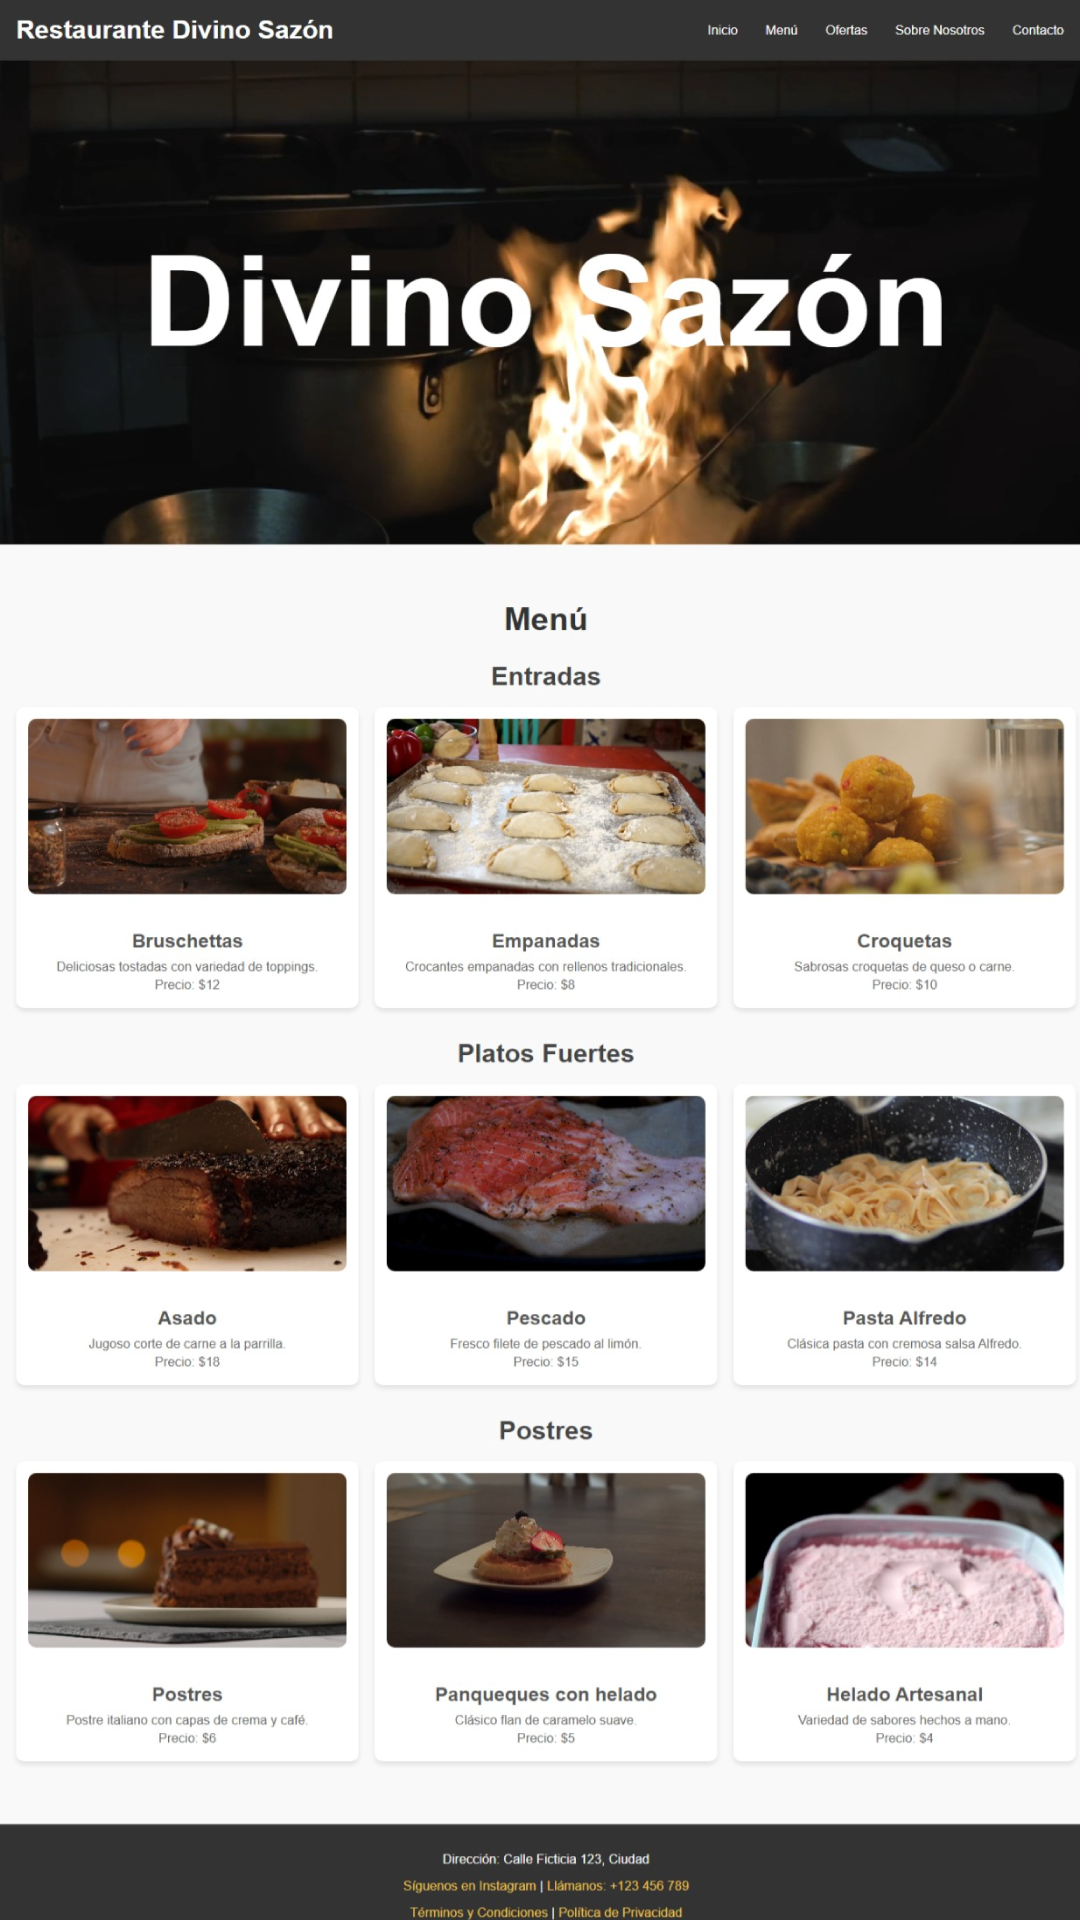 Restaurante Divino Sazón
Inicio Menú Ofertas Sobre Nosotros Contacto
Divino Sazón
Menú
Entradas
Bruschettas
Deliciosas tostadas con variedad de toppings.
Precio: $12
Empanadas
Crocantes empanadas con rellenos tradicionales.
Precio: $8
Croquetas
Sabrosas croquetas de queso o carne.
Precio: $10
Platos Fuertes
Asado
Jugoso corte de carne a la parrilla.
Precio: $18
Pescado
Fresco filete de pescado al limón.
Precio: $15
Pasta Alfredo
Clásica pasta con cremosa salsa Alfredo.
Precio: $14
Postres
Postres
Postre italiano con capas de crema y café.
Precio: $6
Panqueques con helado
Clásico flan de caramelo suave.
Precio: $5
Helado Artesanal
Variedad de sabores hechos a mano.
Precio: $4
Dirección: Calle Ficticia 123, Ciudad
Síguenos en Instagram | Llámanos: +123 456 789
Términos y Condiciones | Política de Privacidad